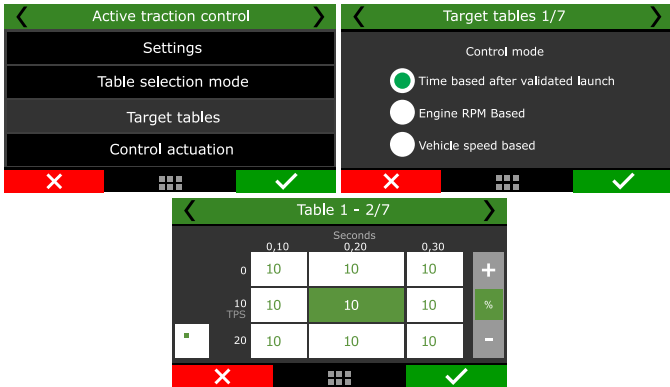 Active traction control
Settings
Table selection mode
Target tables
Control actuation
Target tables 1/7
Control mode
Time based after validated launch
Engine RPM Based
Vehicle speed based
Table 1 - 2/7
Seconds
0,10 0,20 0,30
0 10 10 10 +
10 10 10 10 %
TPS
20 10 10 10 -